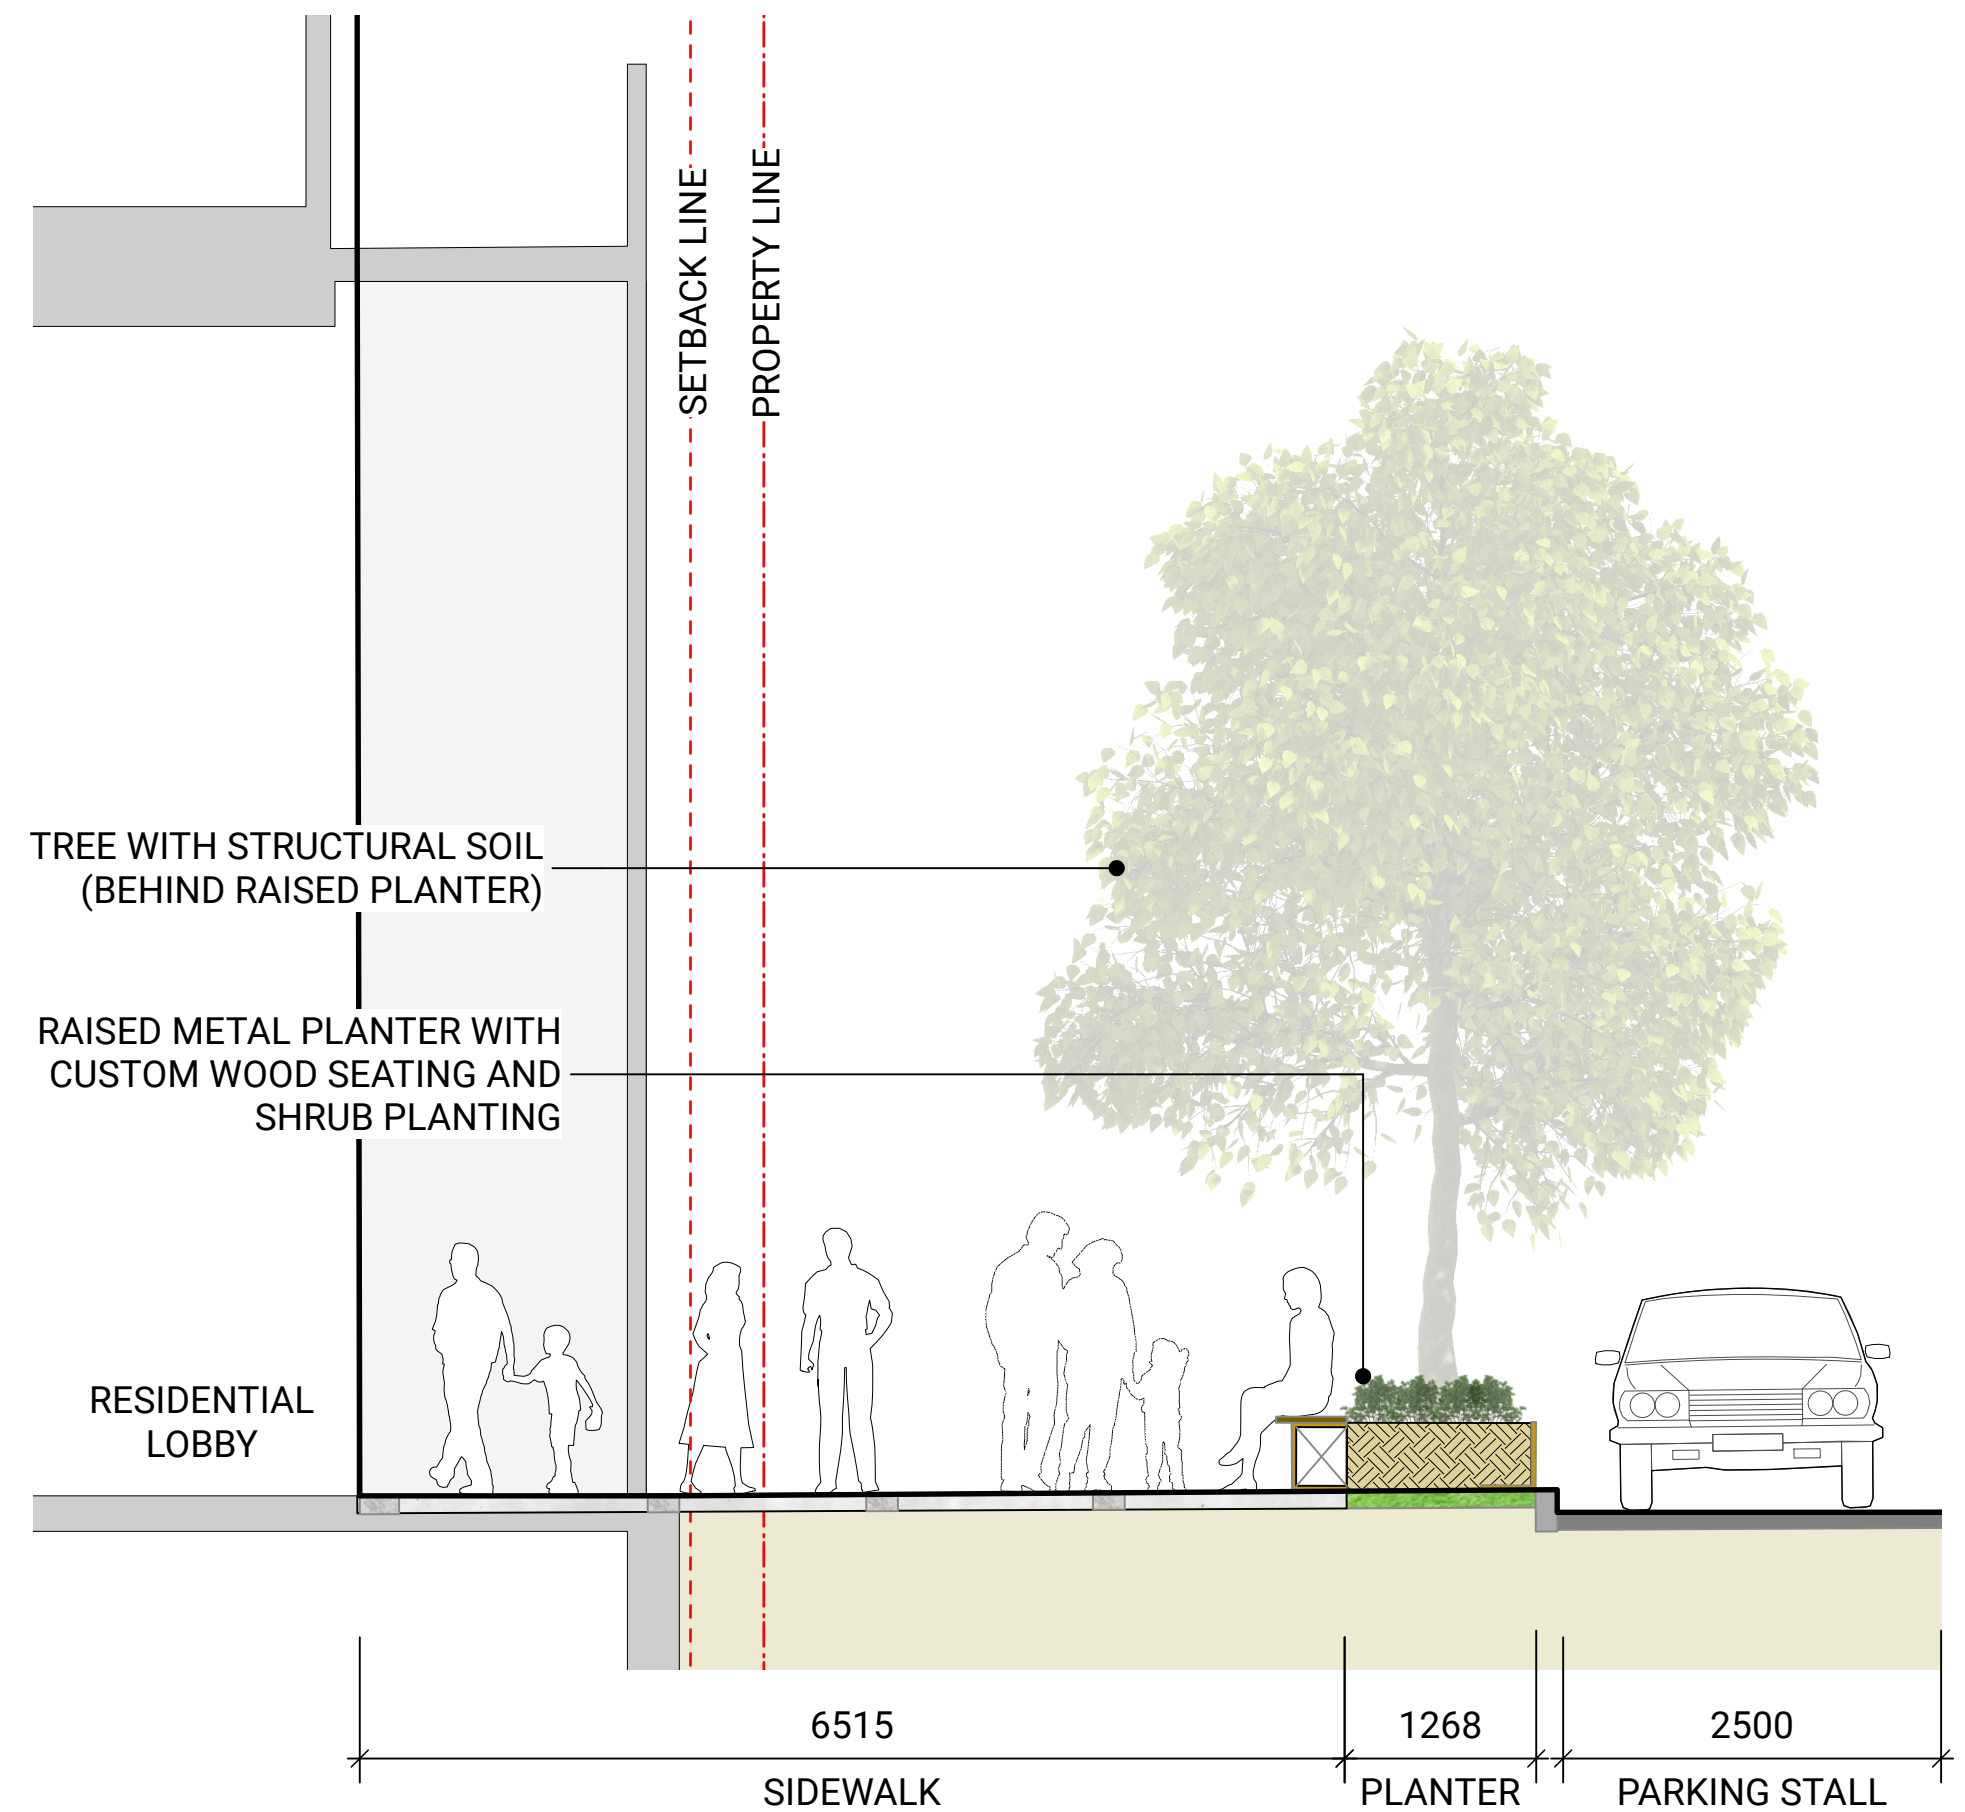 SETBACK LINE
PROPERTY LINE
TREE WITH STRUCTURAL SOIL
(BEHIND RAISED PLANTER)
RAISED METAL PLANTER WITH
CUSTOM WOOD SEATING AND
SHRUB PLANTING
RESIDENTIAL
LOBBY
6515
1268
2500
SIDEWALK
PLANTER
PARKING STALL